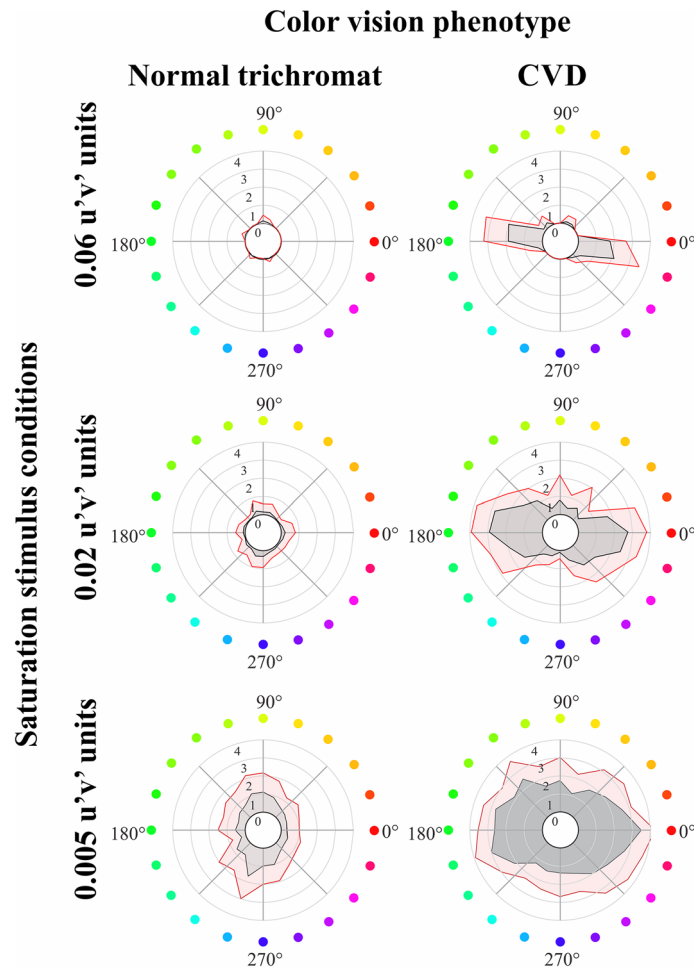 Color vision phenotype
Normal trichromat CVD
Saturation stimulus conditions
0.06 u'v' units
90° 90°
4 4
3 3
2 2
1 1
0 0
180° 0° 180° 0°
270° 270°
0.02 u'v' units
90° 90°
4 4
3 3
2 2
1 1
0 0
180° 0° 180° 0°
270° 270°
0.005 u'v' units
90° 90°
4 4
3 3
2 2
1 1
0 0
180° 0° 180° 0°
270° 270°